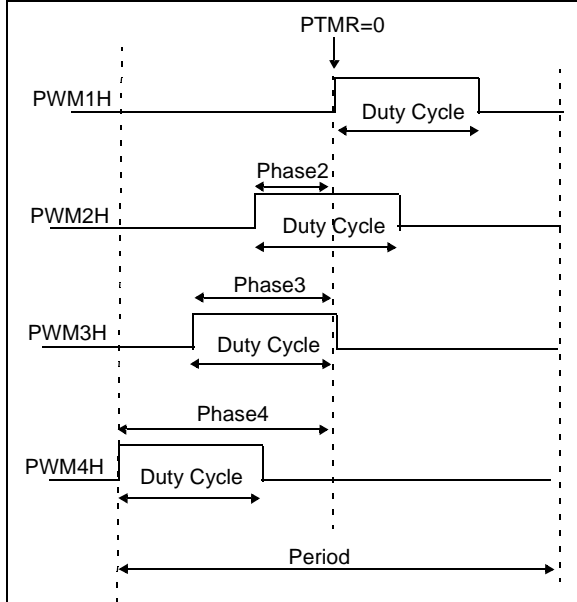 PTMR=0
PWM1H
Duty Cycle
Phase2
PWM2H
Duty Cycle
Phase3
PWM3H
Duty Cycle
Phase4
PWM4H
Duty Cycle
Period